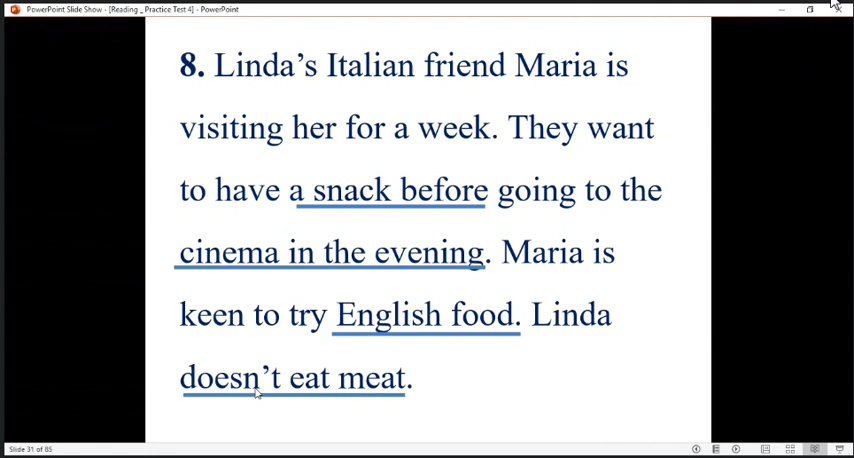 PowerPoint Slide Show - [Reading _ Practice Test 4] - PowerPoint
8. Linda’s Italian friend Maria is
visiting her for a week. They want
to have a snack before going to the
cinema in the evening. Maria is
keen to try English food. Linda
doesn’t eat meat.
Slide 31 of 85